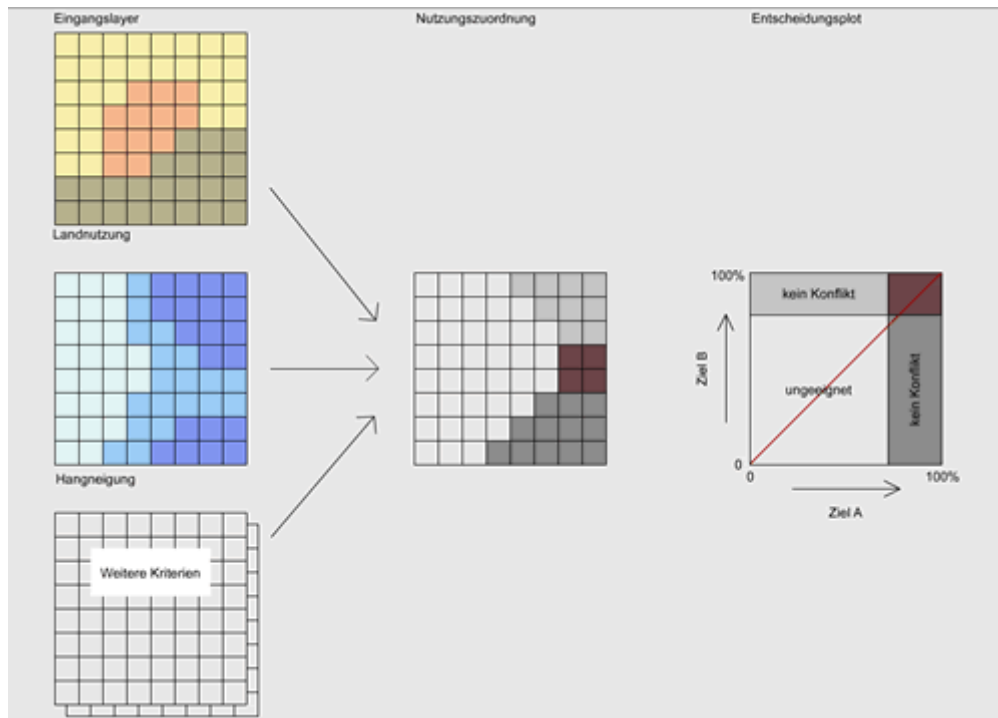 Eingangslayer
Nutzungszuordnung
Entscheidungsplot
Landnutzung
Hangneigung
Weitere Kriterien
100%
kein Konflikt
Ziel B
ungeeignet
kein Konflikt
0
0
100%
Ziel A